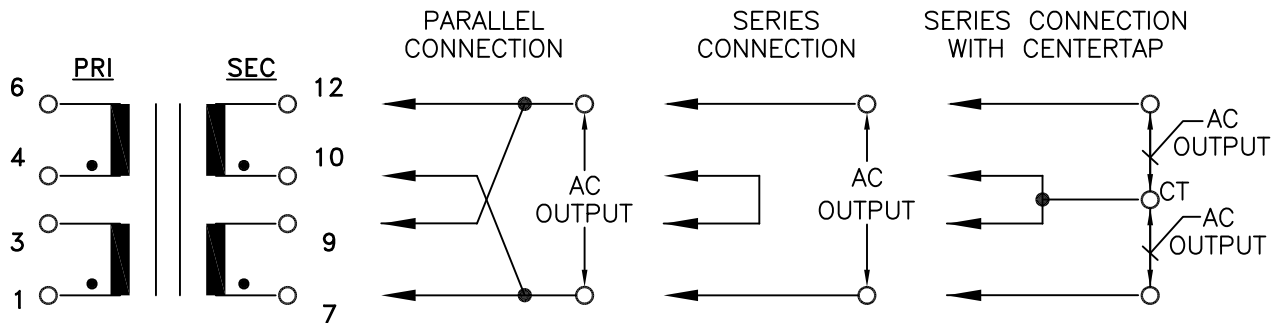 PARALLEL
CONNECTION
SERIES
CONNECTION
SERIES CONNECTION
WITH CENTERTAP
PRI
SEC
6
12
4
10
3
9
1
7
AC
OUTPUT
AC
OUTPUT
AC
OUTPUT
CT
AC
OUTPUT